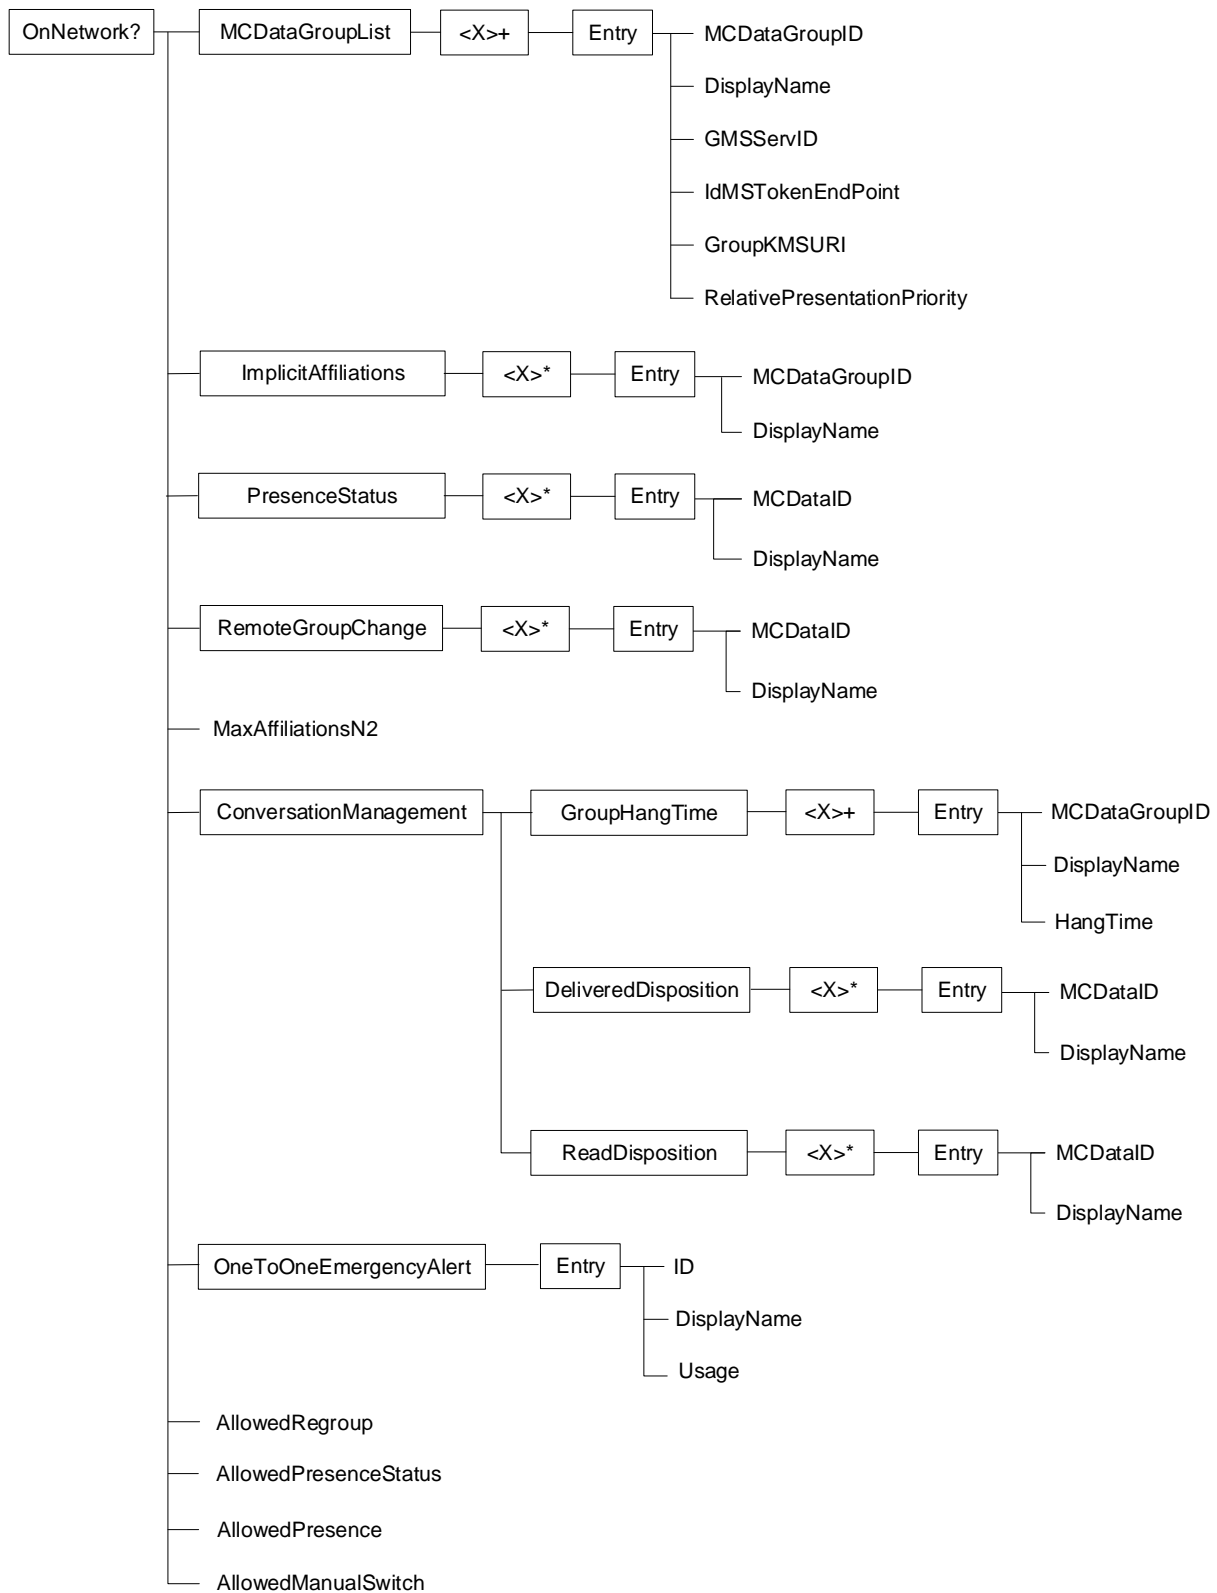 OnNetwork?
MCDataGroupList
<X>+
Entry
MCDataGroupID
DisplayName
GMSServID
IdMSTokenEndPoint
GroupKMSURI
RelativePresentationPriority
ImplicitAffiliations
<X>*
Entry
MCDataGroupID
DisplayName
PresenceStatus
<X>*
Entry
MCDataID
DisplayName
RemoteGroupChange
<X>*
Entry
MCDataID
DisplayName
MaxAffiliationsN2
ConversationManagement
GroupHangTime
<X>+
Entry
MCDataGroupID
DisplayName
HangTime
DeliveredDisposition
<X>*
Entry
MCDataID
DisplayName
ReadDisposition
<X>*
Entry
MCDataID
DisplayName
OneToOneEmergencyAlert
Entry
ID
DisplayName
Usage
AllowedRegroup
AllowedPresenceStatus
AllowedPresence
AllowedManualSwitch